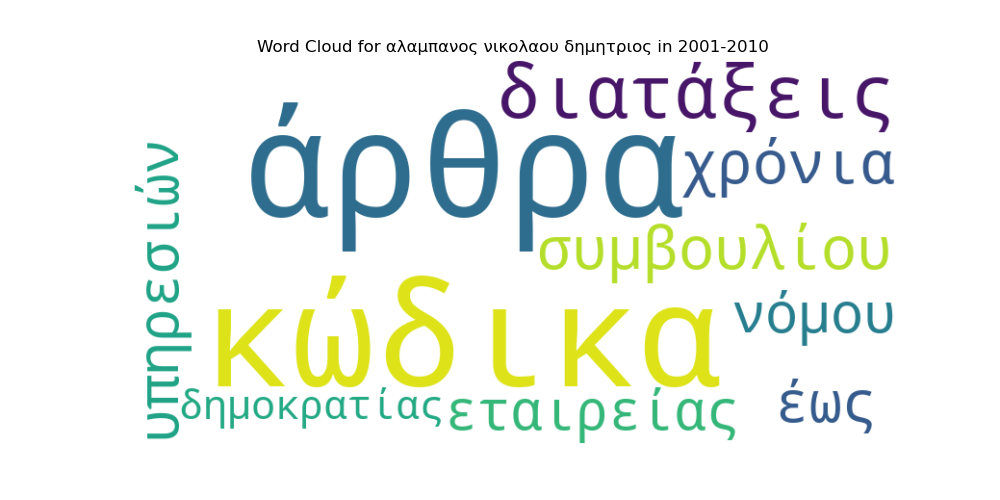 Word Cloud for αλαμπανος νικολαου δημητριος in 2001-2010
διατάξεις
άρθρα
χρόνια
υπηρεσιών
συμβουλίου
κώδικα
νόμου
δημοκρατίας
εταιρείας
έως